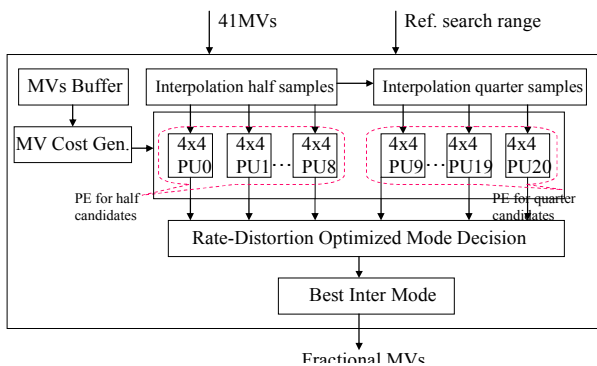 41MVs
Ref. search range
MVs Buffer
Interpolation half samples
Interpolation quarter samples
MV Cost Gen.
4x4 PU0
4x4 PU1
...
4x4 PU8
4x4 PU9
...
4x4 PU19
4x4 PU20
PE for half candidates
PE for quarter candidates
Rate-Distortion Optimized Mode Decision
Best Inter Mode
Fractional MVs